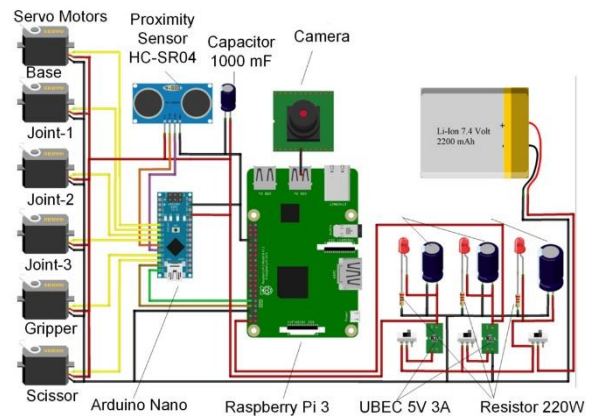 Servo Motors
Base
Joint-1
Joint-2
Joint-3
Gripper
Scissor
Proximity
Sensor
HC-SR04
Capacitor
1000 mF
Camera
Li-Ion 7.4 Volt
2200 mAh
Arduino Nano
Raspberry Pi 3
UBEC 5V 3A
Resistor 220W